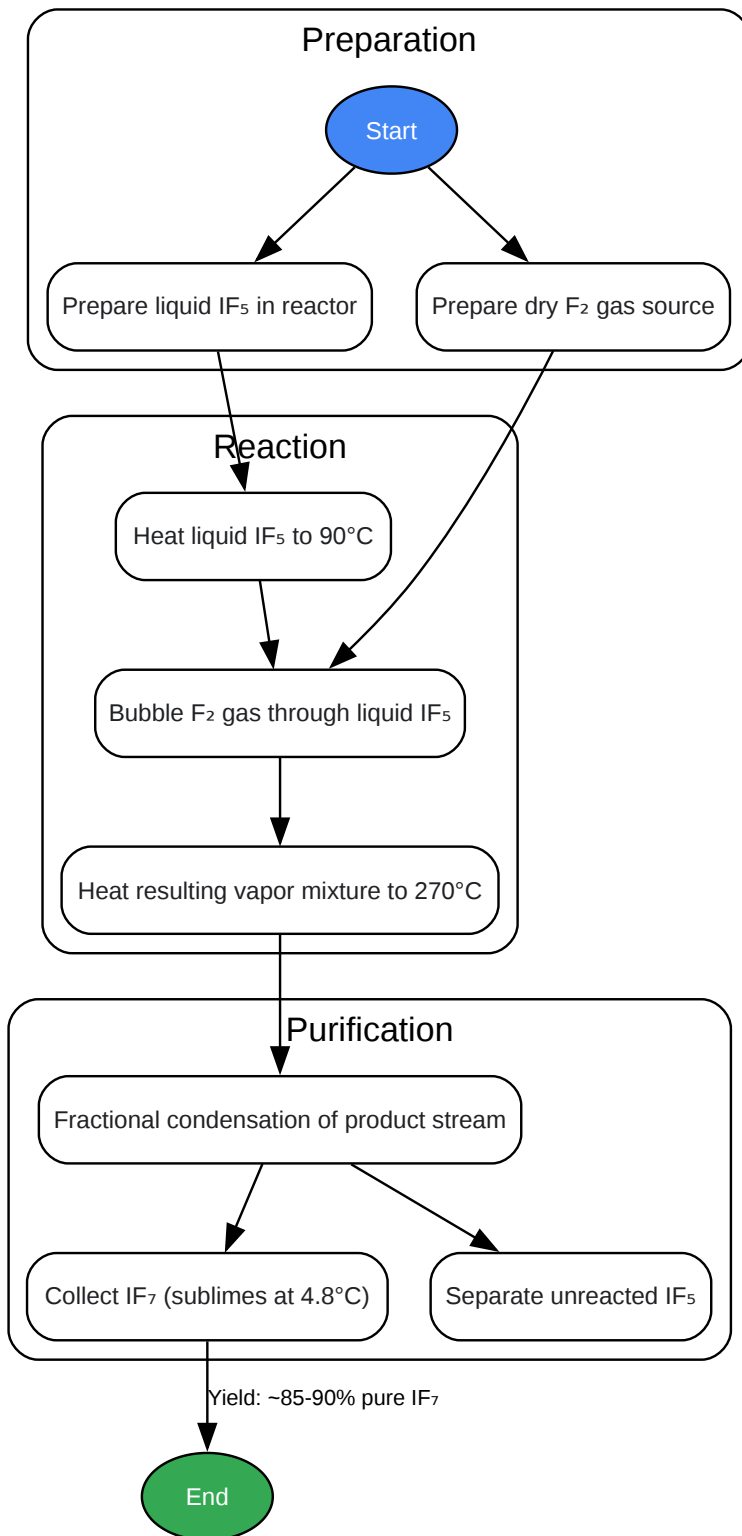 Preparation
Start
Prepare liquid IF₅ in reactor
Prepare dry F₂ gas source
Reaction
Heat liquid IF₅ to 90°C
Bubble F₂ gas through liquid IF₅
Heat resulting vapor mixture to 270°C
Purification
Fractional condensation of product stream
Collect IF₇ (sublimes at 4.8°C)
Separate unreacted IF₅
Yield: ~85-90% pure IF₇
End